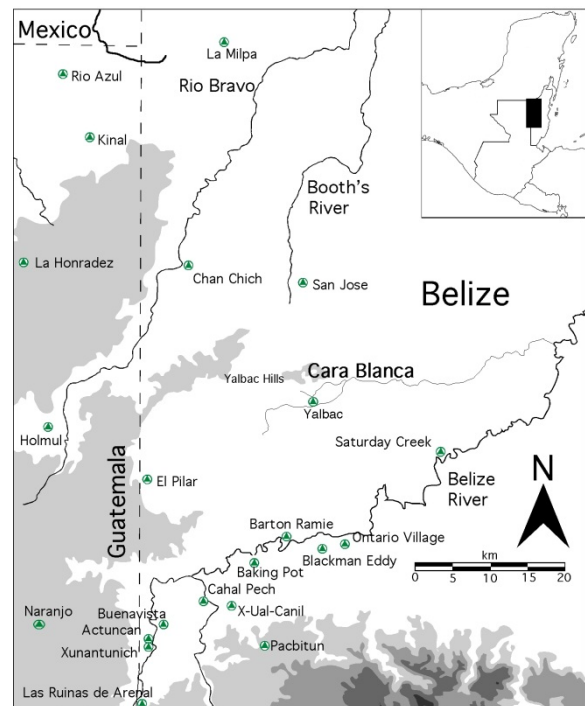 Mexico
La Milpa
Rio Azul
Rio Bravo
Kinal
Booth's
River
La Honradez
Chan Chich
San Jose
Belize
Cara Blanca
Yalbac Hills
Yalbac
Holmul
Saturday Creek
El Pilar
Guatemala
Belize
River
N
Barton Ramie
Ontario Village
Blackman Eddy
km
0 5 10 15 20
Baking Pot
Cahal Pech
X-Ual-Canil
Naranjo
Buenavista
Actuncan
Xunantunich
Pacbitun
Las Ruinas de Arenal